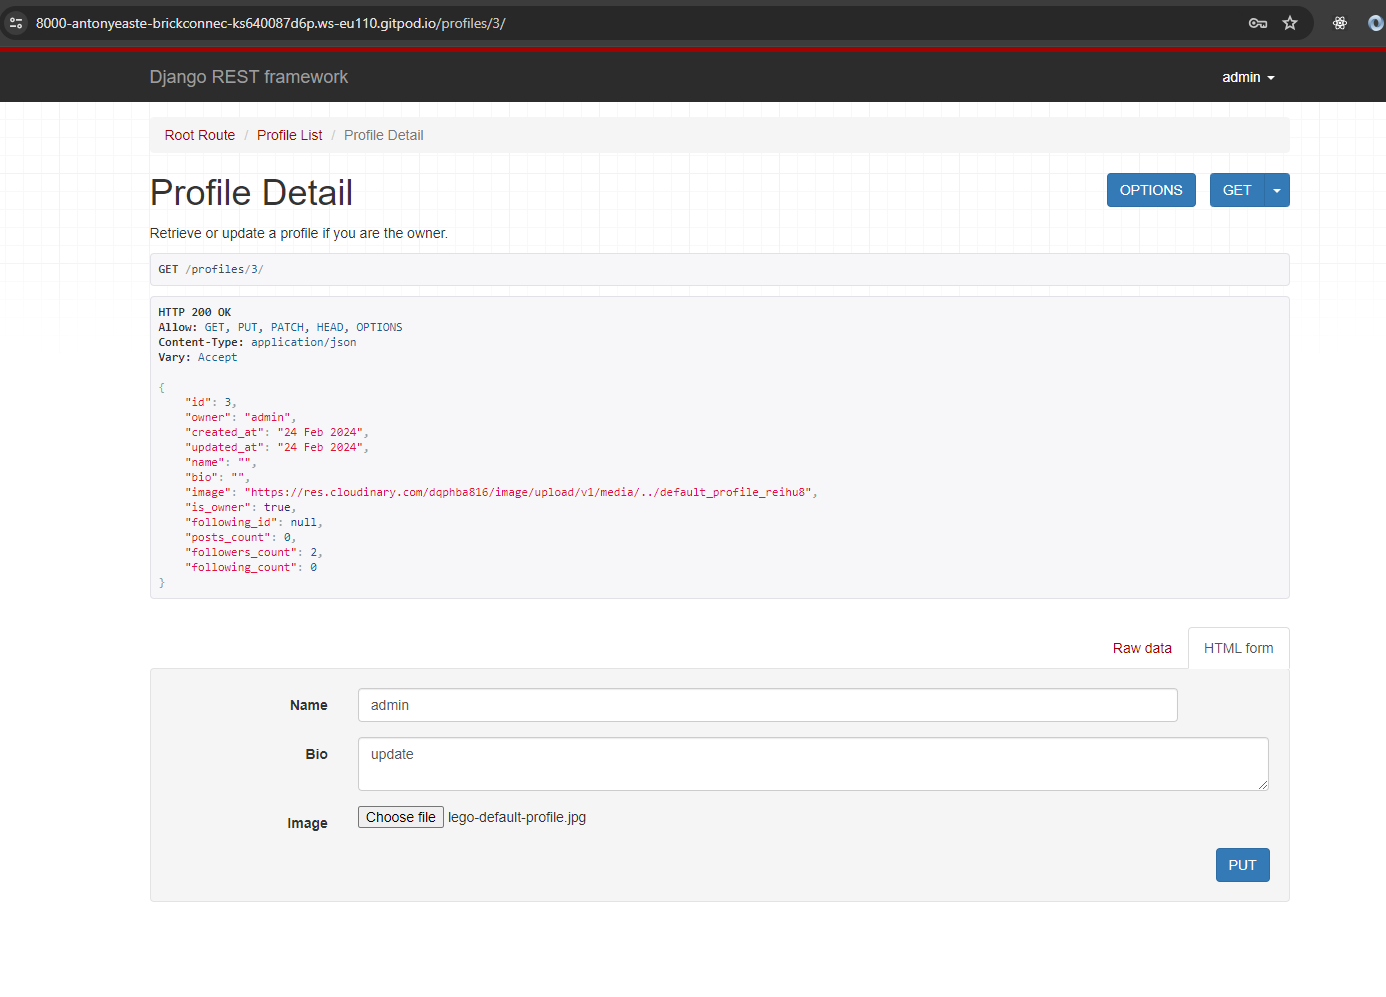 8000-antonyeaste-brickconnec-ks640087d6p.ws-eu110.gitpod.io/profiles/3/
Django REST framework
admin
Root Route / Profile List / Profile Detail
Profile Detail
OPTIONS
GET
Retrieve or update a profile if you are the owner.
GET /profiles/3/
HTTP 200 OK
Allow: GET, PUT, PATCH, HEAD, OPTIONS
Content-Type: application/json
Vary: Accept
{
    "id": 3,
    "owner": "admin",
    "created_at": "24 Feb 2024",
    "updated_at": "24 Feb 2024",
    "name": "",
    "bio": "",
    "image": "https://res.cloudinary.com/dqphba816/image/upload/v1/media/../default_profile_reihu8",
    "is_owner": true,
    "following_id": null,
    "posts_count": 0,
    "followers_count": 2,
    "following_count": 0
}
Raw data
HTML form
Name
admin
Bio
update
Image
Choose file lego-default-profile.jpg
PUT